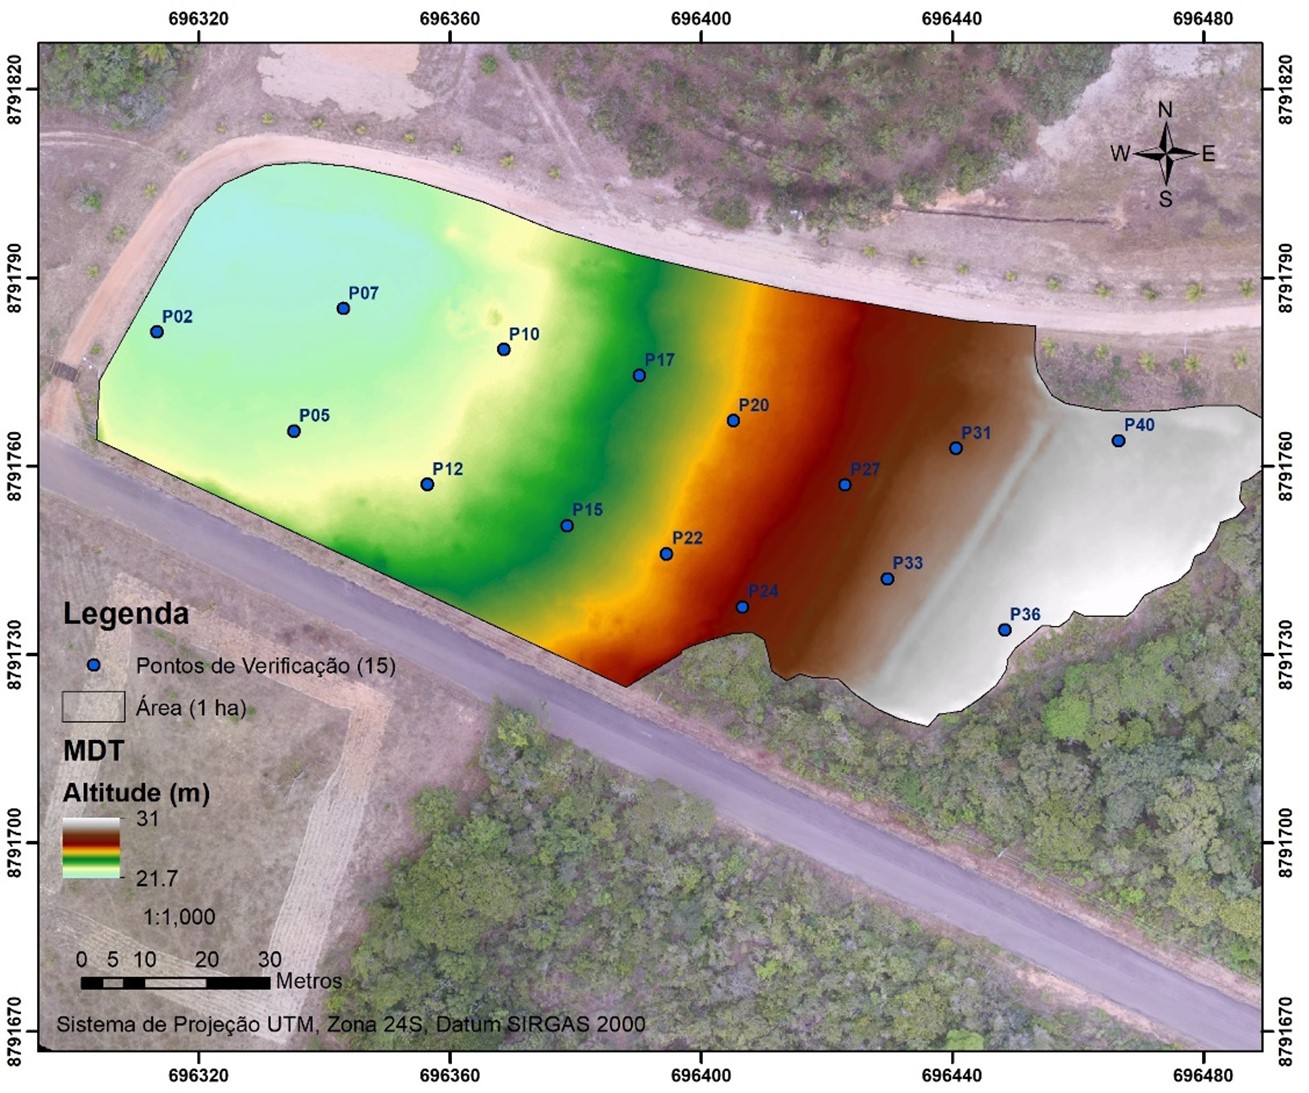 696320 696360 696400 696440 696480
8791820 8791820
N
W E
S
8791790 8791790
P07
P02
P10
P17
P20
P05
P40
P31
8791760 8791760
P12
P27
P15
P22
P33
P24
Legenda
P36
Pontos de Verificação (15)
8791730 8791730
Área (1 ha)
MDT
Altitude (m)
31
21.7
8791700 8791700
1:1,000
0 5 10 20 30
Metros
Sistema de Projeção UTM, Zona 24S, Datum SIRGAS 2000
8791670 8791670
696320 696360 696400 696440 696480